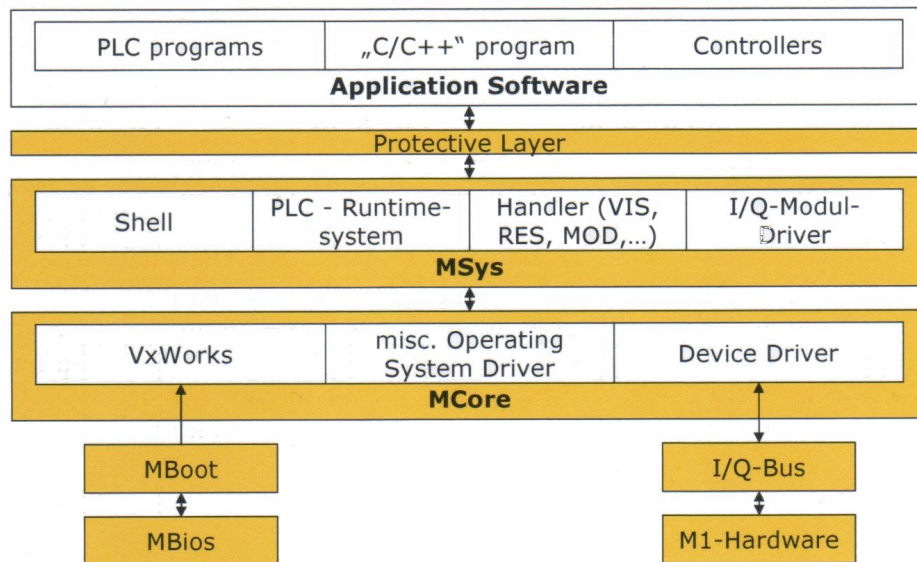 PLC programs
„C/C++“ program
Controllers
Application Software
Protective Layer
Shell
PLC - Runtime-
system
Handler (VIS,
RES, MOD,...)
I/Q-Modul-
Driver
MSys
VxWorks
misc. Operating
System Driver
Device Driver
MCore
MBoot
I/Q-Bus
MBios
M1-Hardware